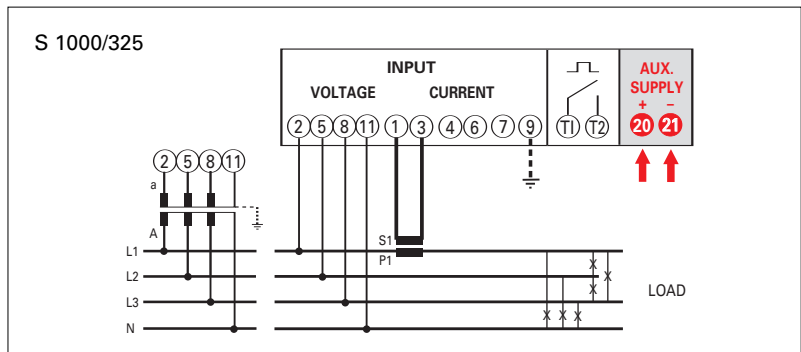 S 1000/325
INPUT
VOLTAGE CURRENT
AUX.
SUPPLY
+ –
2 5 8 11 1 3 4 6 7 9 T1 T2 20 21
2 5 8 11
a
A
S1
P1
L1
L2
L3
N
LOAD